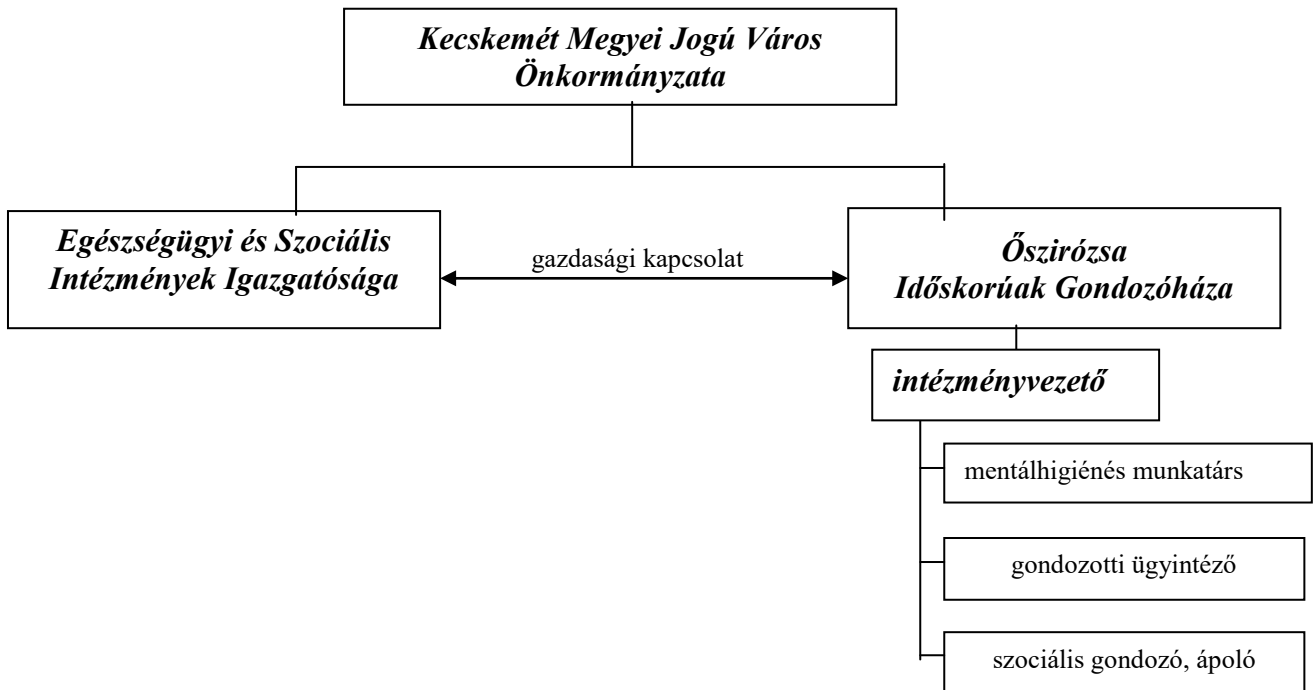 Kecskemét Megyei Jogú Város
Önkormányzata
Egészségügyi és Szociális
Intézmények Igazgatósága
gazdasági kapcsolat
Őszirózsa
Időskorúak Gondozóháza
intézményvezető
mentálhigiénés munkatárs
gondozotti ügyintéző
szociális gondozó, ápoló